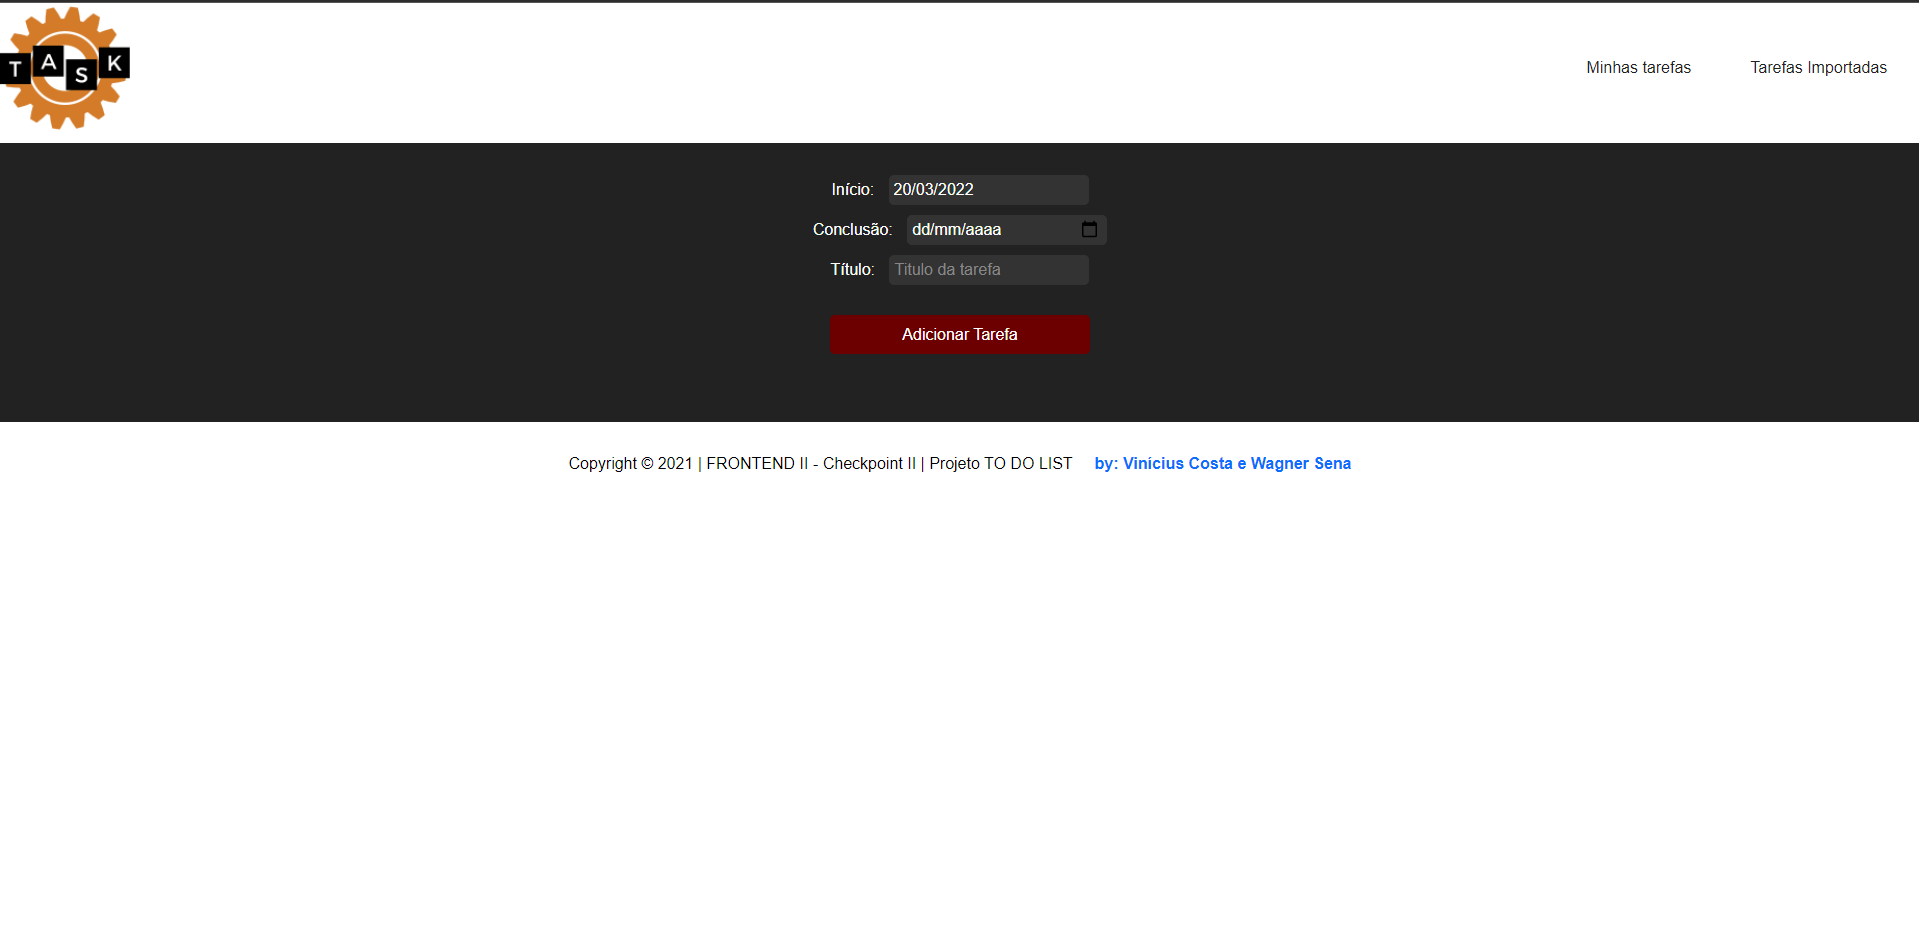 TASK
Minhas tarefas Tarefas Importadas
Início: 20/03/2022
Conclusão: dd/mm/aaaa
Título: Titulo da tarefa
Adicionar Tarefa
Copyright © 2021 | FRONTEND II - Checkpoint II | Projeto TO DO LIST by: Vinícius Costa e Wagner Sena